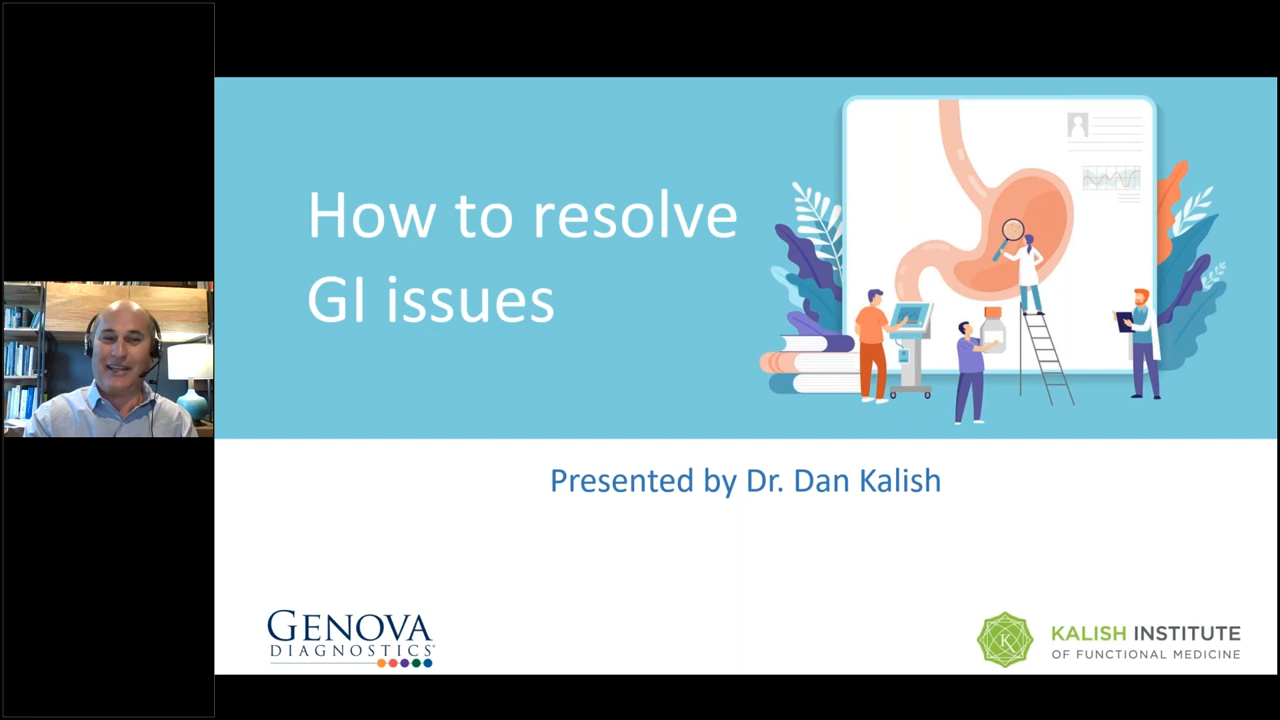 How to resolve
GI issues
Presented by Dr. Dan Kalish
GENOVA
DIAGNOSTICS
K
KALISH INSTITUTE
OF FUNCTIONAL MEDICINE